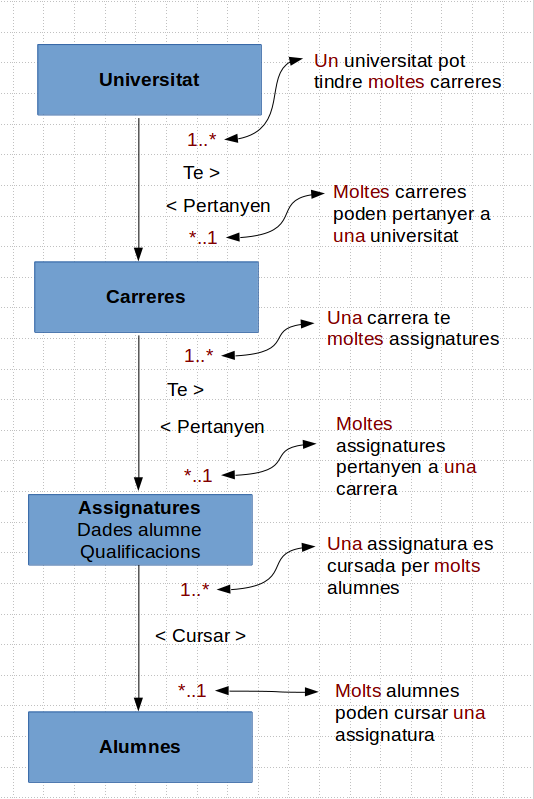 Universitat
Un universitat pot
tindre moltes carreres
1..*
Te >
< Pertanyen
*..1
Moltes carreres
poden pertanyer a
una universitat
Carreres
Una carrera te
moltes assignatures
1..*
Te >
< Pertanyen
*..1
Moltes
assignatures
pertanyen a una
carrera
Assignatures
Dades alumne
Qualificacions
Una assignatura es
cursada per molts
alumnes
1..*
< Cursar >
*..1
Molts alumnes
poden cursar una
assignatura
Alumnes